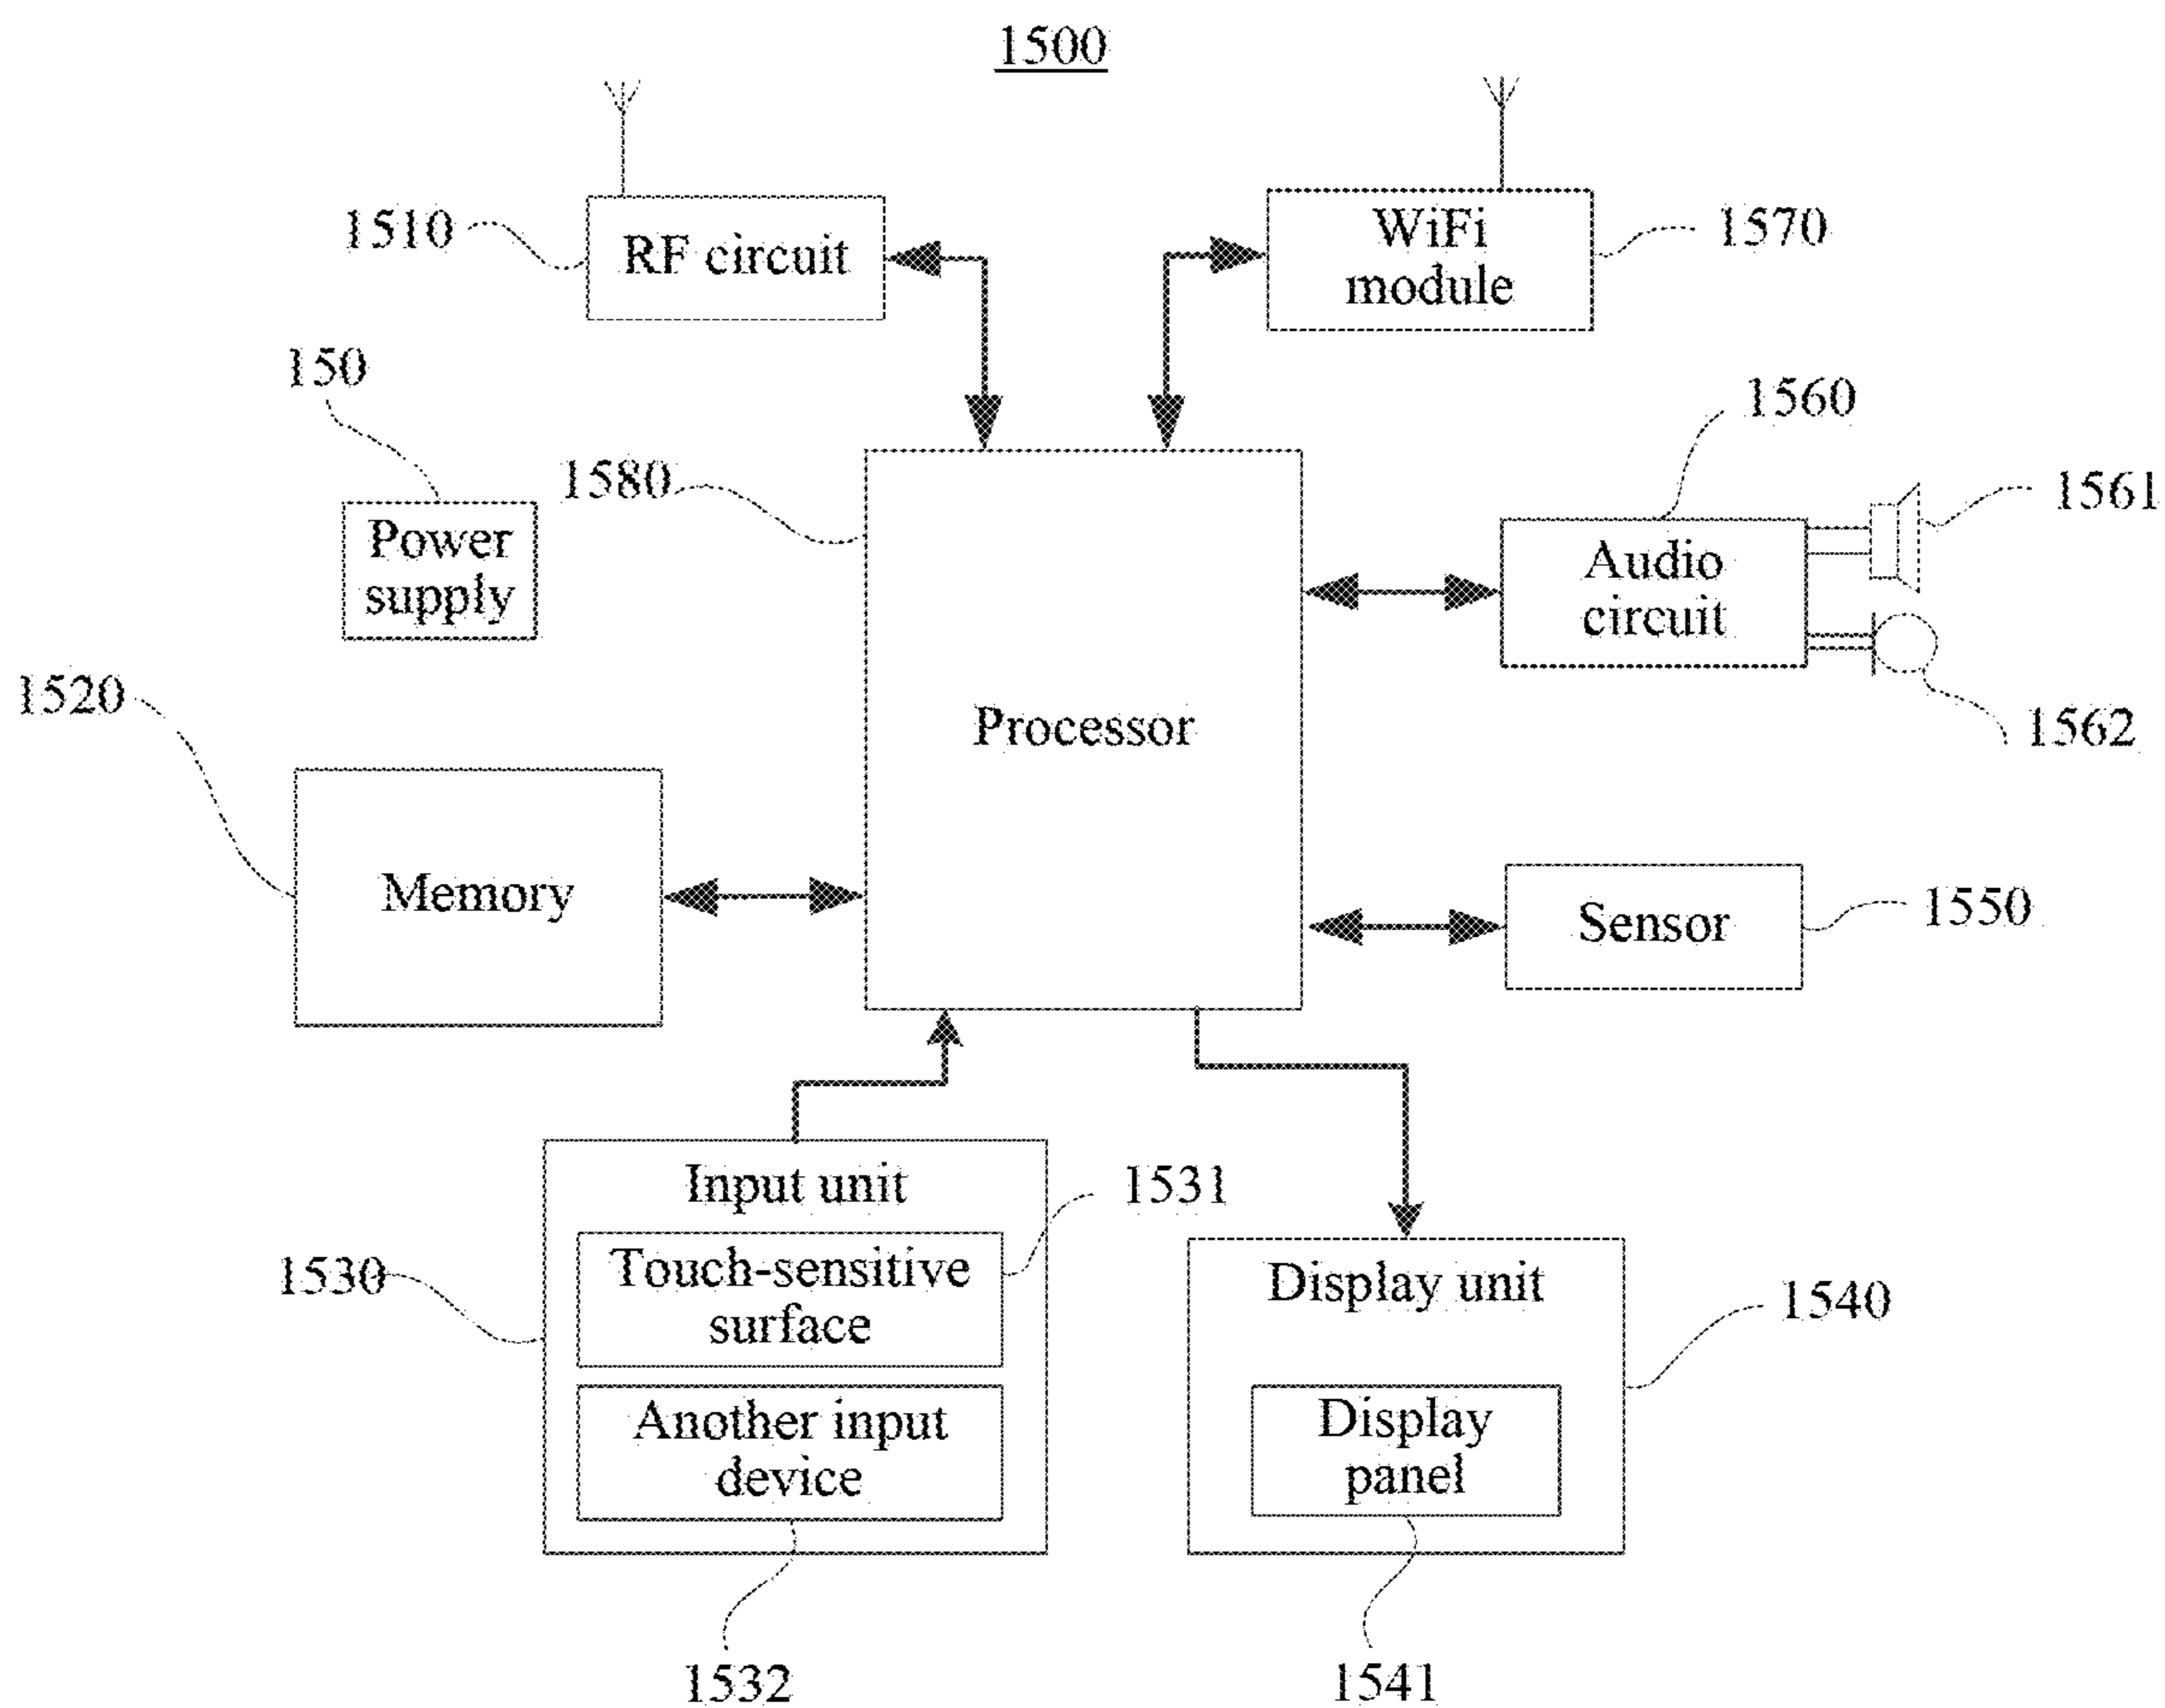 1500
1510
RF circuit
WiFi
module
1570
150
Power
supply
1580
Processor
1560
Audio
circuit
1561
1562
1520
Memory
Sensor
1550
Input unit
1531
Touch-sensitive
surface
1530
Another input
device
1532
Display unit
1540
Display
panel
1541